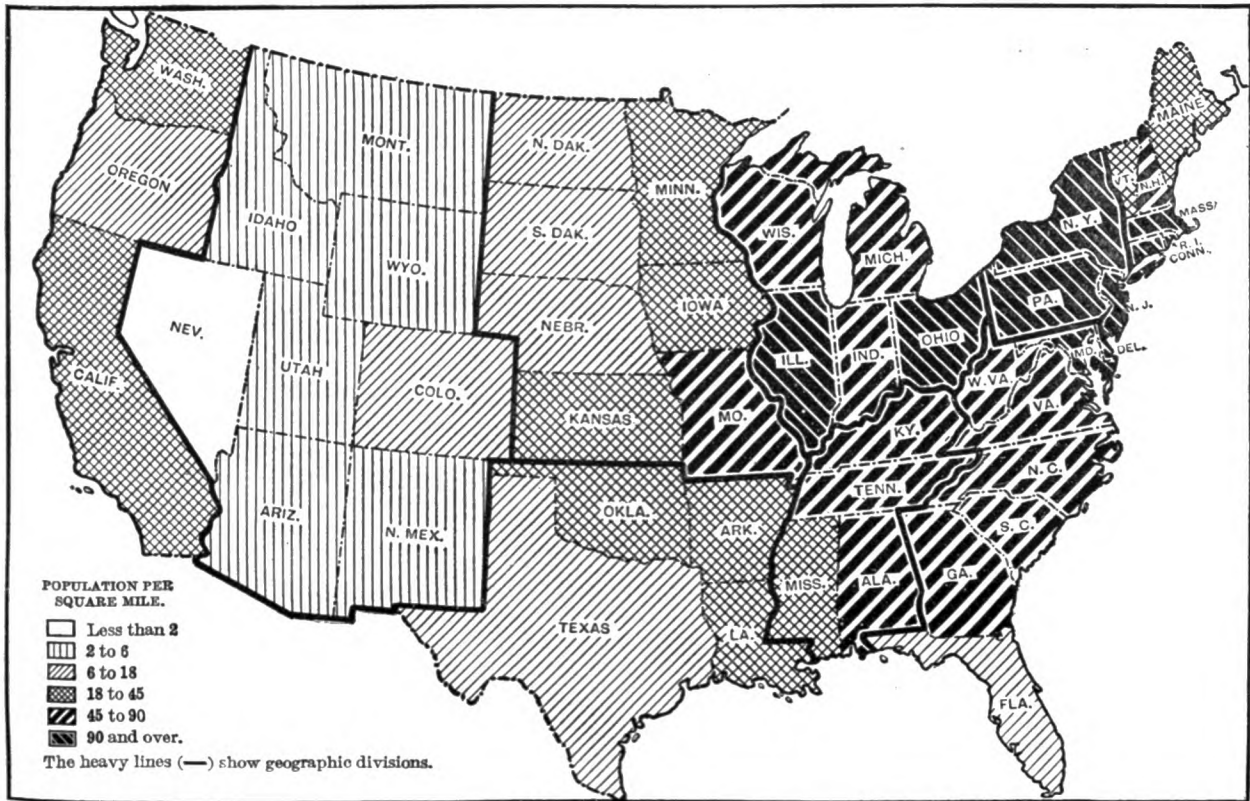 WASH.
OREGON
CALIF.
NEV.
IDAHO
MONT.
WYO.
UTAH
COLO.
ARIZ.
N. MEX.
N. DAK.
S. DAK.
NEBR.
KANSAS
OKLA.
TEXAS
MINN.
IOWA
MO.
ARK.
LA.
WIS.
MICH.
ILL.
IND.
OHIO
KY.
TENN.
MISS.
ALA.
GA.
FLA.
S. C.
N. C.
VA.
W. VA.
MD.
DEL.
PA.
N. J.
N. Y.
CONN.
R. I.
MASS.
VT.
N.H.
MAINE
POPULATION PER
SQUARE MILE.
Less than 2
2 to 6
6 to 18
18 to 45
45 to 90
90 and over.
The heavy lines (—) show geographic divisions.